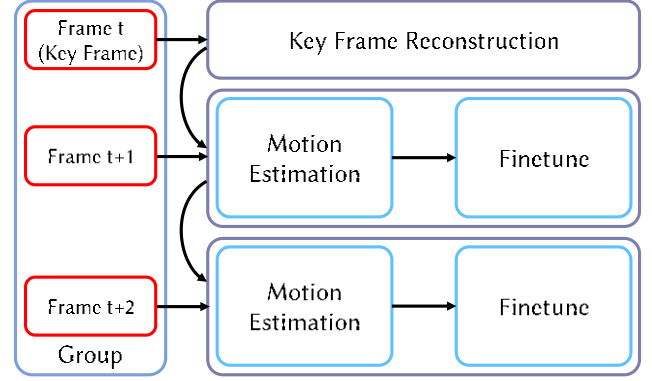 Frame t
(Key Frame)
Key Frame Reconstruction
Frame t+1
Motion
Estimation
Finetune
Frame t+2
Motion
Estimation
Finetune
Group